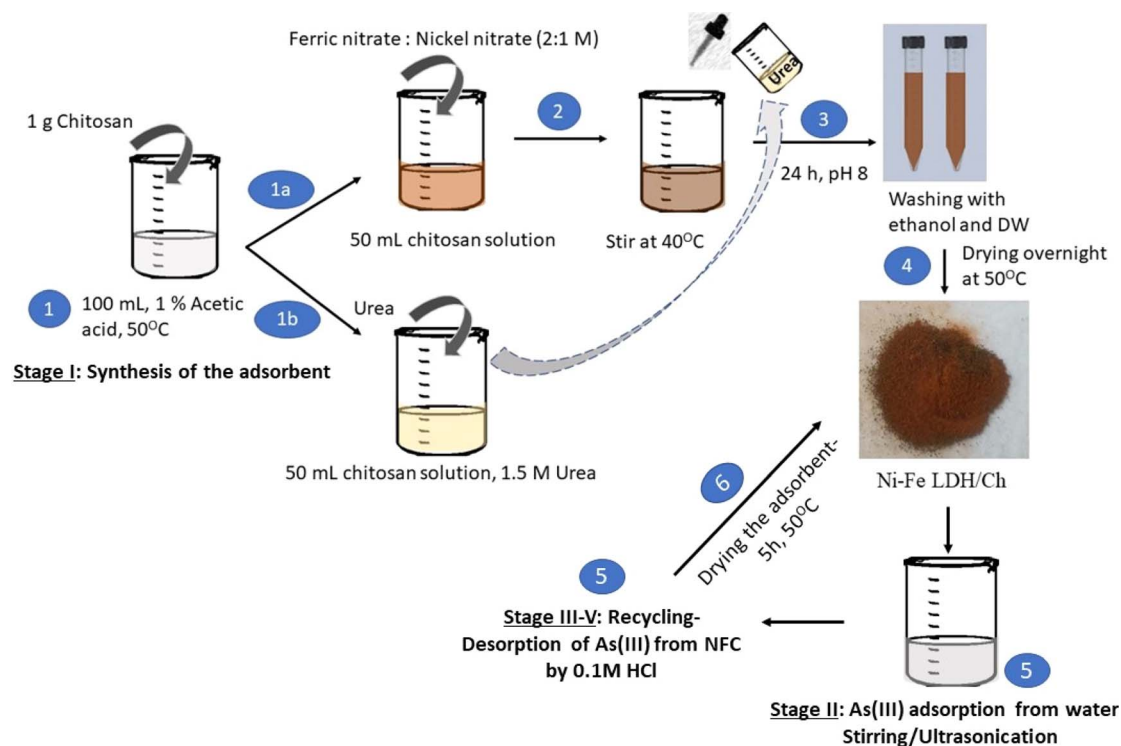 Ferric nitrate : Nickel nitrate (2:1 M)
Urea
1 g Chitosan
2
3
1a
24 h, pH 8
50 mL chitosan solution
Stir at 40⁰C
Washing with
ethanol and DW
1
100 mL, 1 % Acetic
acid, 50⁰C
1b
Urea
4
Drying overnight
at 50⁰C
Stage I: Synthesis of the adsorbent
50 mL chitosan solution, 1.5 M Urea
Ni-Fe LDH/Ch
6
Drying the adsorbent-
5h, 50⁰C
5
Stage III-V: Recycling-
Desorption of As(III) from NFC
by 0.1M HCl
5
Stage II: As(III) adsorption from water
Stirring/Ultrasonication